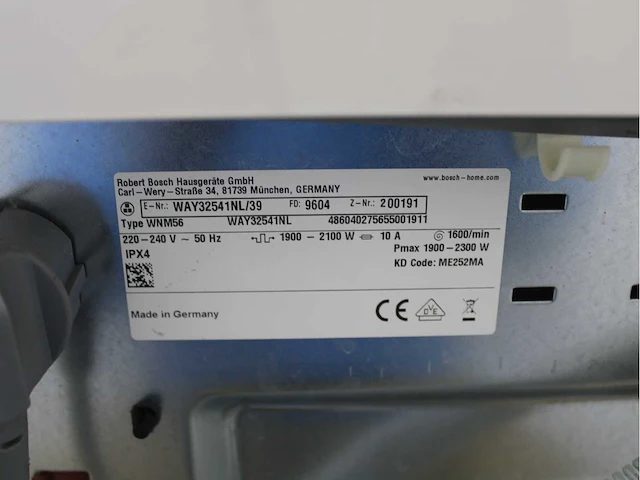 Robert Bosch Hausgeräte GmbH
Carl-Wery-Straße 34, 81739 München, GERMANY
www.bosch-home.com
E-Nr.: WAY32541NL/39 FD: 9604 Z-Nr.: 200191
Type WNM56 WAY32541NL 486040275655001911
220-240 V ~ 50 Hz 1900-2100 W 10 A 1600/min
IPX4 Pmax 1900-2300 W
KD Code: ME252MA
Made in Germany CE VDE